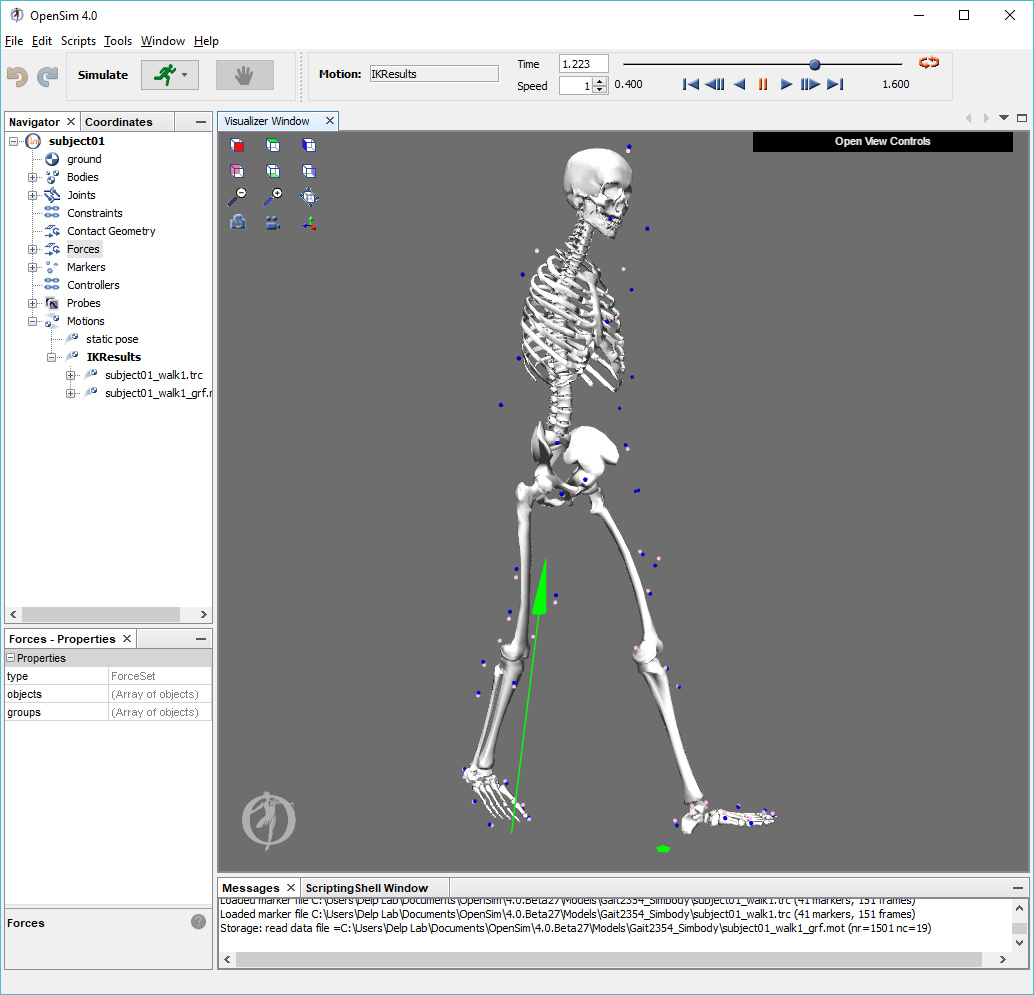 OpenSim 4.0
File Edit Scripts Tools Window Help
Simulate
Motion: IKResults
Time 1.223
Speed 1 0.400 1.600
Navigator Coordinates
subject01
ground
Bodies
Joints
Constraints
Contact Geometry
Forces
Markers
Controllers
Probes
Motions
static pose
IKResults
subject01_walk1.trc
subject01_walk1_grf.r
Visualizer Window
Open View Controls
Forces - Properties
Properties
type ForceSet
objects (Array of objects)
groups (Array of objects)
Forces
?
Messages ScriptingShell Window
Loaded marker file C:\Users\Delp Lab\Documents\OpenSim\4.0.Beta27\Models\Gait2354_Simbody\subject01_walk1.trc (41 markers, 151 frames)
Loaded marker file C:\Users\Delp Lab\Documents\OpenSim\4.0.Beta27\Models\Gait2354_Simbody\subject01_walk1.trc (41 markers, 151 frames)
Storage: read data file =C:\Users\Delp Lab\Documents\OpenSim\4.0.Beta27\Models\Gait2354_Simbody\subject01_walk1_grf.mot (nr=1501 nc=19)